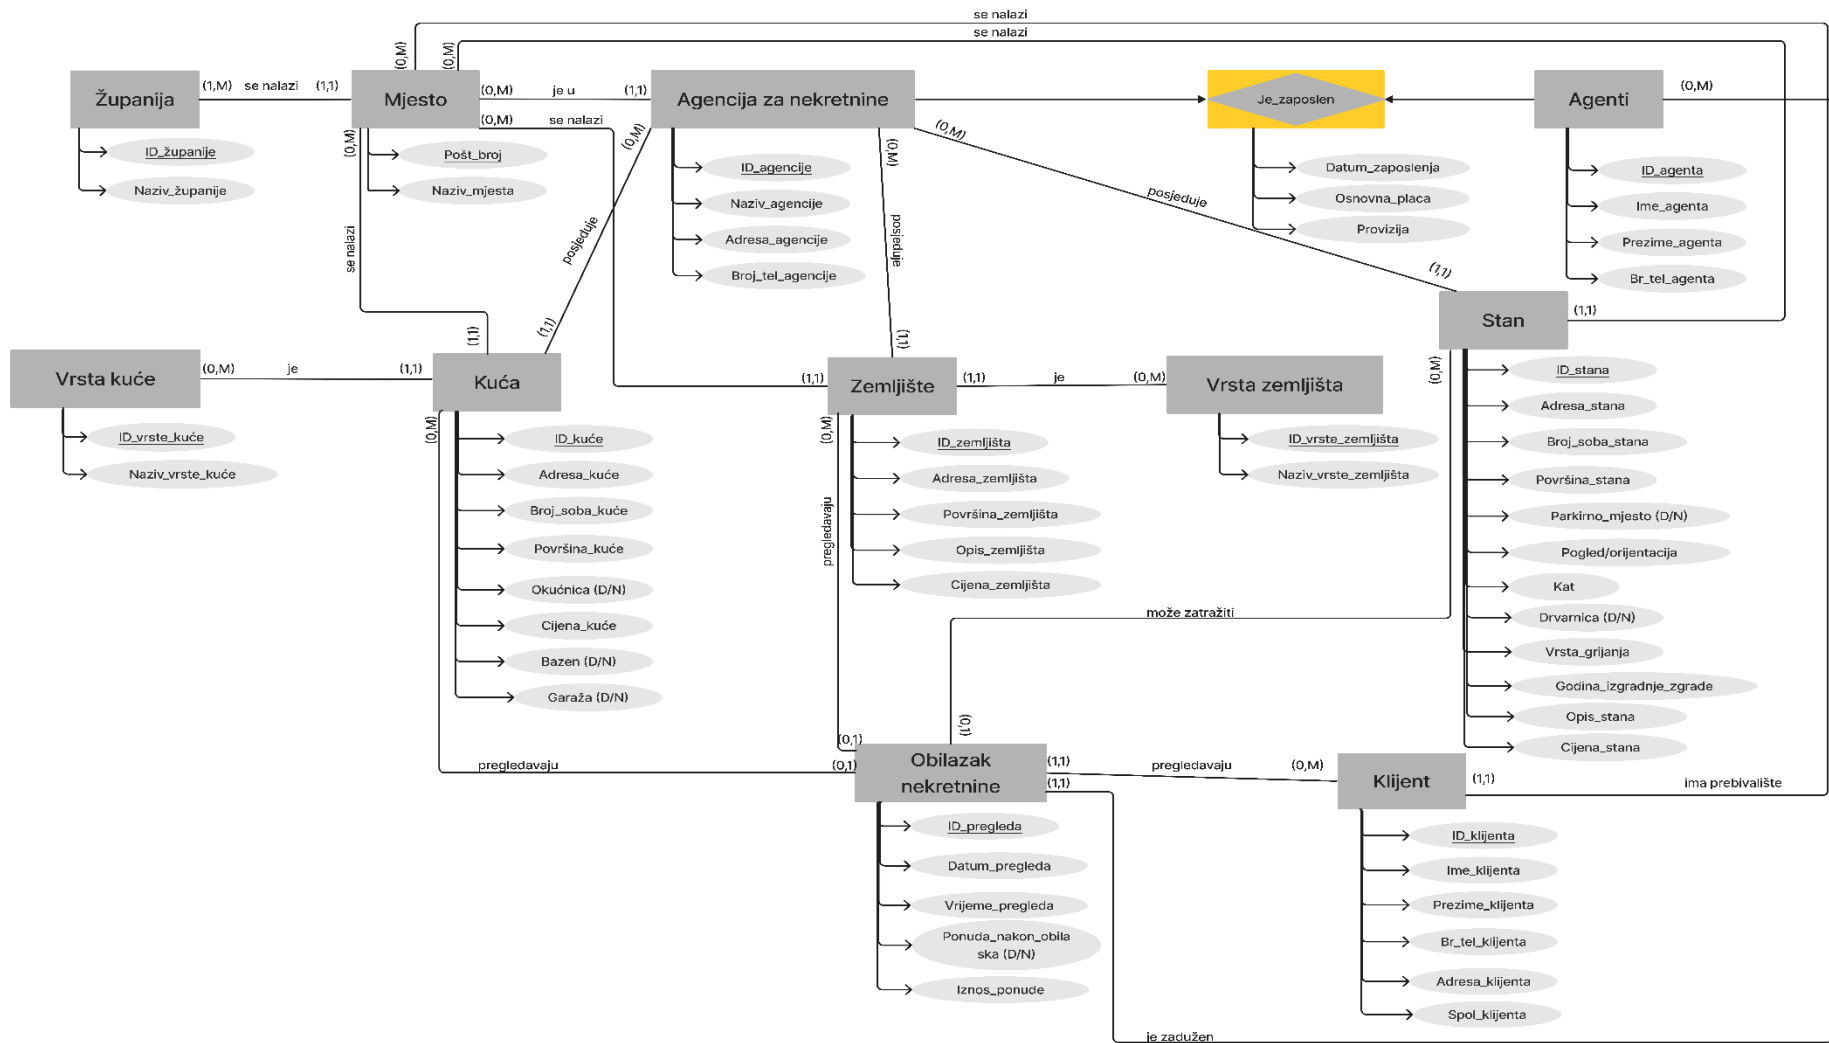 se nalazi
se nalazi
(0,M)
(0,M)
Županija
(1,M)
se nalazi
(1,1)
Mjesto
(0,M)
je u
(1,1)
Agencija za nekretnine
Je_zaposlen
Agenti
(0,M)
(0,M)
se nalazi
(0,M)
(0,M)
(0,M)
(0,M)
ID_županije
Naziv_županije
Pošt_broj
Naziv_mjesta
ID_agencije
Naziv_agencije
Adresa_agencije
Broj_tel_agencije
Datum_zaposlenja
Osnovna_placa
Provizija
ID_agenta
Ime_agenta
Prezime_agenta
Br_tel_agenta
se nalazi
posjeduje
posjeduje
posjeduje
(1,1)
(1,1)
(1,1)
(1,1)
Stan
(1,1)
Vrsta kuće
(0,M)
je
(1,1)
Kuća
(1,1)
Zemljište
(1,1)
je
(0,M)
Vrsta zemljišta
(0,M)
(0,M)
(0,M)
ID_vrste_kuće
Naziv_vrste_kuće
ID_kuće
Adresa_kuće
Broj_soba_kuće
Površina_kuće
Okućnica (D/N)
Cijena_kuće
Bazen (D/N)
Garaža (D/N)
ID_zemljišta
Adresa_zemljišta
Površina_zemljišta
Opis_zemljišta
Cijena_zemljišta
ID_vrste_zemljišta
Naziv_vrste_zemljišta
ID_stana
Adresa_stana
Broj_soba_stana
Površina_stana
Parkirno_mjesto (D/N)
Pogled/orijentacija
Kat
Drvarnica (D/N)
Vrsta_grijanja
Godina_izgradnje_zgrade
Opis_stana
Cijena_stana
pregledavaju
može zatražiti
(0,1)
(0,1)
pregledavaju
(0,1)
Obilazak
nekretnine
(1,1)
pregledavaju
(0,M)
(1,1)
Klijent
(1,1)
ima prebivalište
ID_pregleda
Datum_pregleda
Vrijeme_pregleda
Ponuda_nakon_obila
ska (D/N)
Iznos_ponude
ID_klijenta
Ime_klijenta
Prezime_klijenta
Br_tel_klijenta
Adresa_klijenta
Spol_klijenta
je zadužen